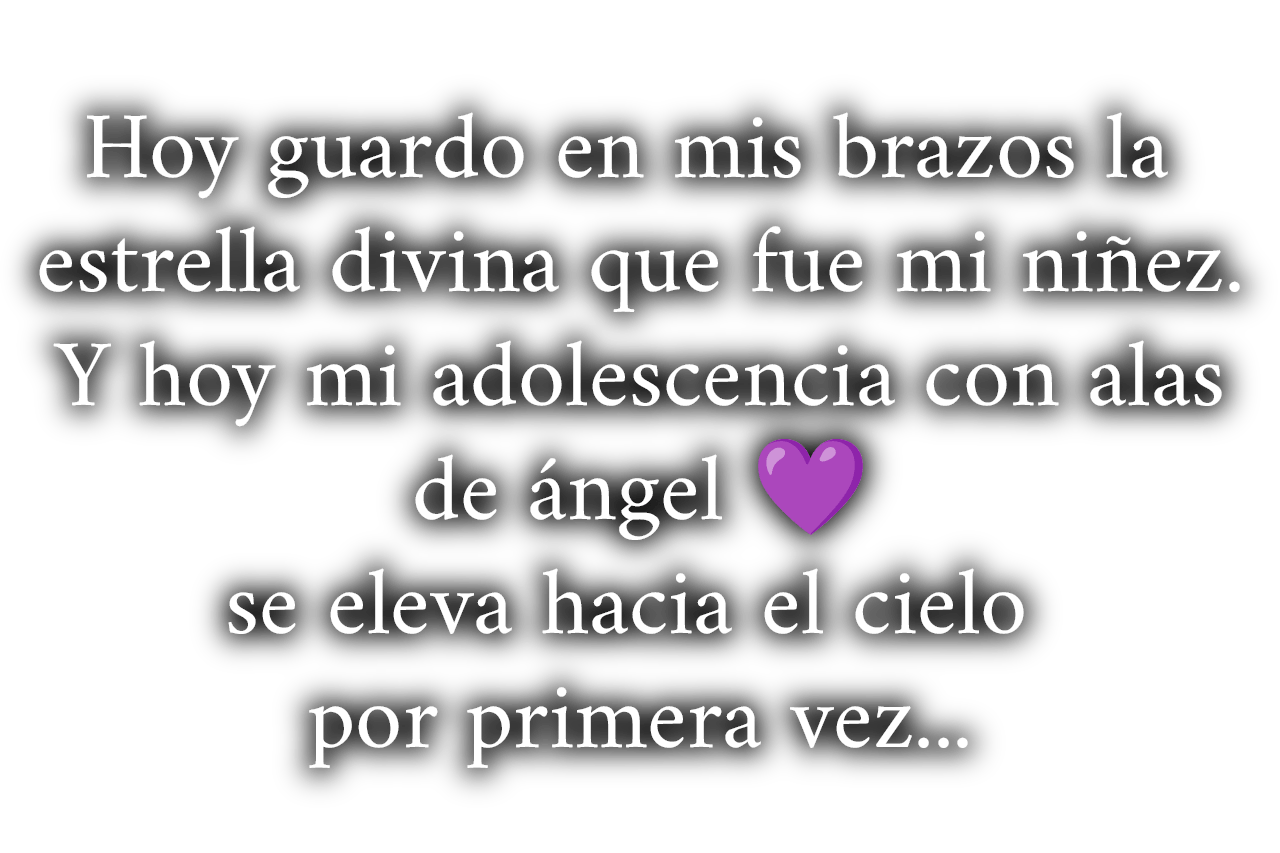 Hoy guardo en mis brazos la
estrella divina que fue mi niñez.
Y hoy mi adolescencia con alas
de ángel 💜
se eleva hacia el cielo
por primera vez...